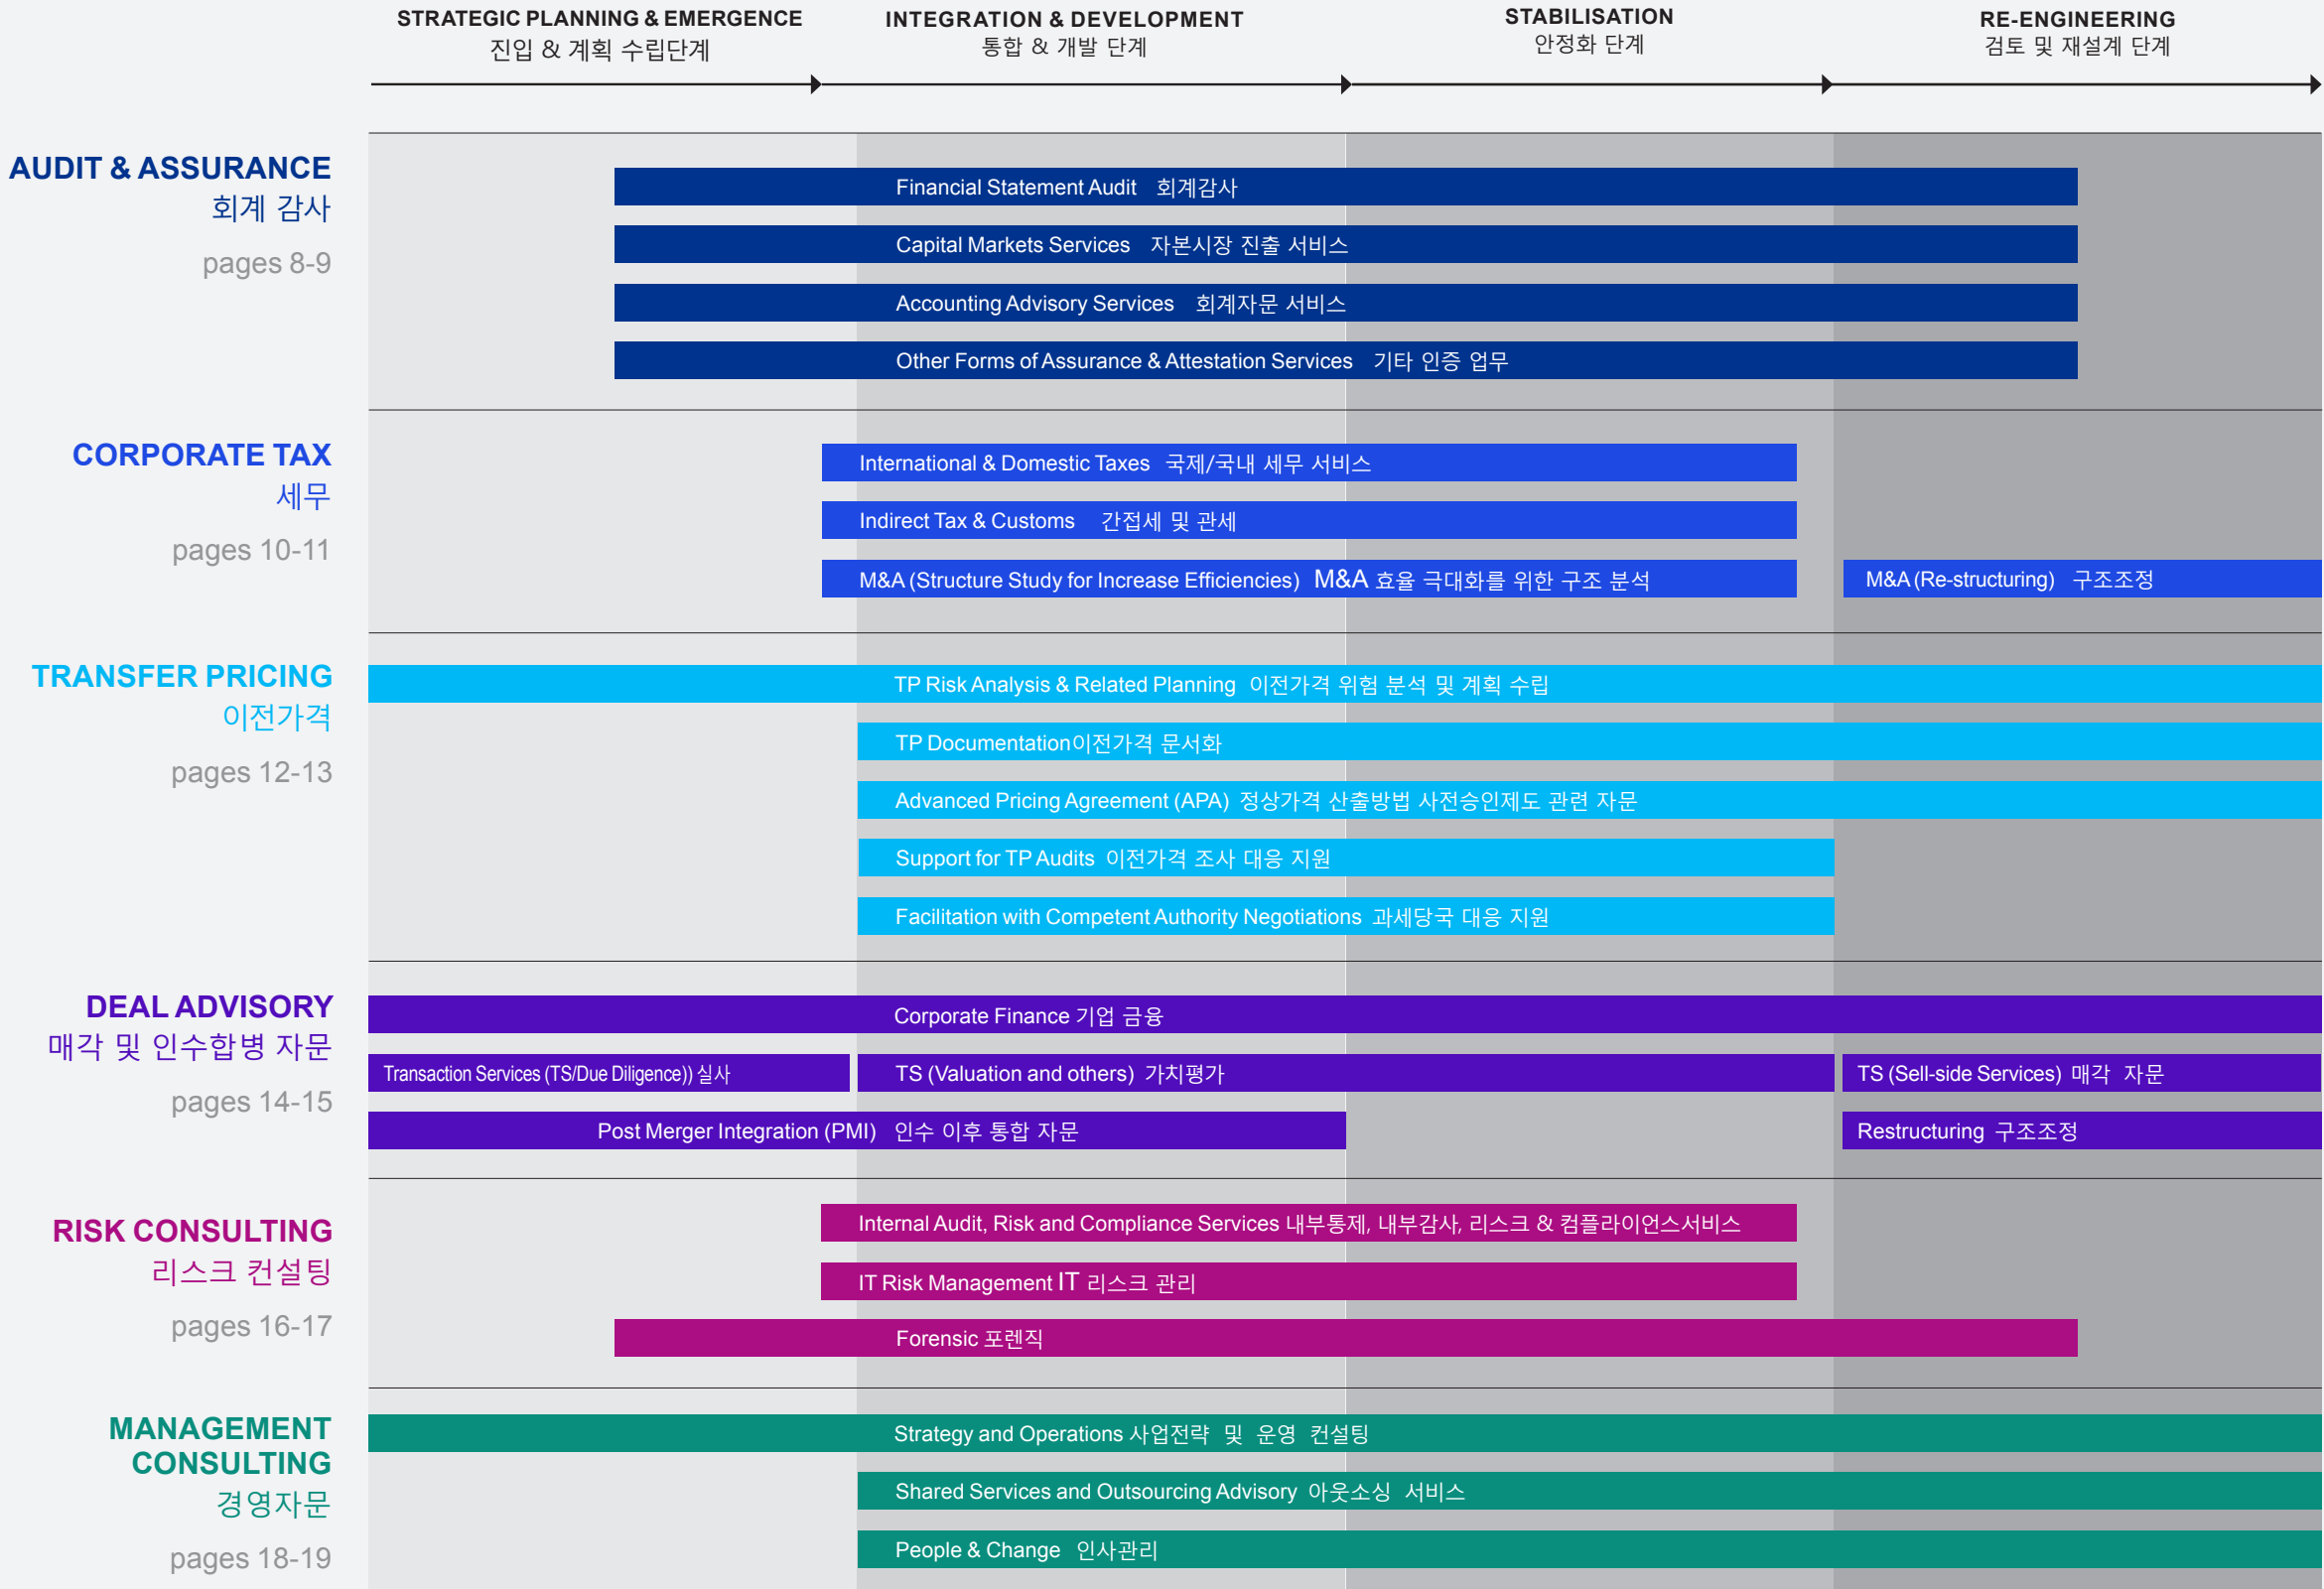 STRATEGIC PLANNING & EMERGENCE
진입 & 계획 수립단계
INTEGRATION & DEVELOPMENT
통합 & 개발 단계
STABILISATION
안정화 단계
RE-ENGINEERING
검토 및 재설계 단계
AUDIT & ASSURANCE
회계 감사
pages 8-9
Financial Statement Audit 회계감사
Capital Markets Services 자본시장 진출 서비스
Accounting Advisory Services 회계자문 서비스
Other Forms of Assurance & Attestation Services 기타 인증 업무
CORPORATE TAX
세무
pages 10-11
International & Domestic Taxes 국제/국내 세무 서비스
Indirect Tax & Customs 간접세 및 관세
M&A (Structure Study for Increase Efficiencies) M&A 효율 극대화를 위한 구조 분석
M&A (Re-structuring) 구조조정
TRANSFER PRICING
이전가격
pages 12-13
TP Risk Analysis & Related Planning 이전가격 위험 분석 및 계획 수립
TP Documentation이전가격 문서화
Advanced Pricing Agreement (APA) 정상가격 산출방법 사전승인제도 관련 자문
Support for TP Audits 이전가격 조사 대응 지원
Facilitation with Competent Authority Negotiations 과세당국 대응 지원
DEAL ADVISORY
매각 및 인수합병 자문
pages 14-15
Corporate Finance 기업 금융
Transaction Services (TS/Due Diligence)) 실사
TS (Valuation and others) 가치평가
TS (Sell-side Services) 매각 자문
Post Merger Integration (PMI) 인수 이후 통합 자문
Restructuring 구조조정
RISK CONSULTING
리스크 컨설팅
pages 16-17
Internal Audit, Risk and Compliance Services 내부통제, 내부감사, 리스크 & 컴플라이언스서비스
IT Risk Management IT 리스크 관리
Forensic 포렌직
MANAGEMENT
CONSULTING
경영자문
pages 18-19
Strategy and Operations 사업전략 및 운영 컨설팅
Shared Services and Outsourcing Advisory 아웃소싱 서비스
People & Change 인사관리